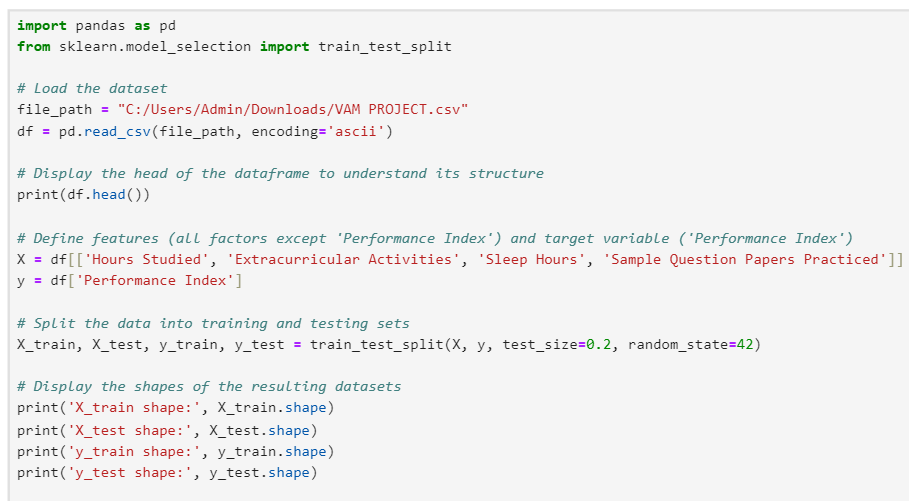 import pandas as pd
from sklearn.model_selection import train_test_split
# Load the dataset
file_path = "C:/Users/Admin/Downloads/VAM PROJECT.csv"
df = pd.read_csv(file_path, encoding='ascii')
# Display the head of the dataframe to understand its structure
print(df.head())
# Define features (all factors except 'Performance Index') and target variable ('Performance Index')
X = df[['Hours Studied', 'Extracurricular Activities', 'Sleep Hours', 'Sample Question Papers Practiced']]
y = df['Performance Index']
# Split the data into training and testing sets
X_train, X_test, y_train, y_test = train_test_split(X, y, test_size=0.2, random_state=42)
# Display the shapes of the resulting datasets
print('X_train shape:', X_train.shape)
print('X_test shape:', X_test.shape)
print('y_train shape:', y_train.shape)
print('y_test shape:', y_test.shape)